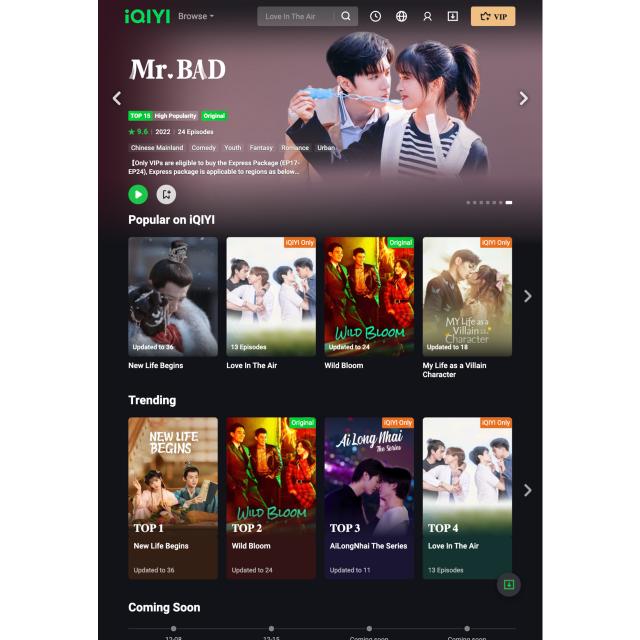 iQIYI Browse Love In The Air VIP
Mr. BAD
TOP 15 High Popularity Original
9.6 2022 24 Episodes
Chinese Mainland Comedy Youth Fantasy Romance Urban
【Only VIPs are eligible to buy the Express Package (EP17-
EP24), Express package is applicable to regions as below...
Popular on iQIYI
iQIYI Only Original iQIYI Only
WILD BLOOM
MY Life as a
Villain
Character
Updated to 36 13 Episodes Updated to 24 Updated to 18
New Life Begins Love In The Air Wild Bloom My Life as a Villain
Character
Trending
Original iQIYI Only iQIYI Only
NEW LIFE
BEGINS
Ai Long Nhai
The Series
WILD BLOOM
TOP 1 TOP 2 TOP 3 TOP 4
New Life Begins Wild Bloom AiLongNhai The Series Love In The Air
Updated to 36 Updated to 24 Updated to 11 13 Episodes
Coming Soon
12-08 12-15 Coming soon Coming soon